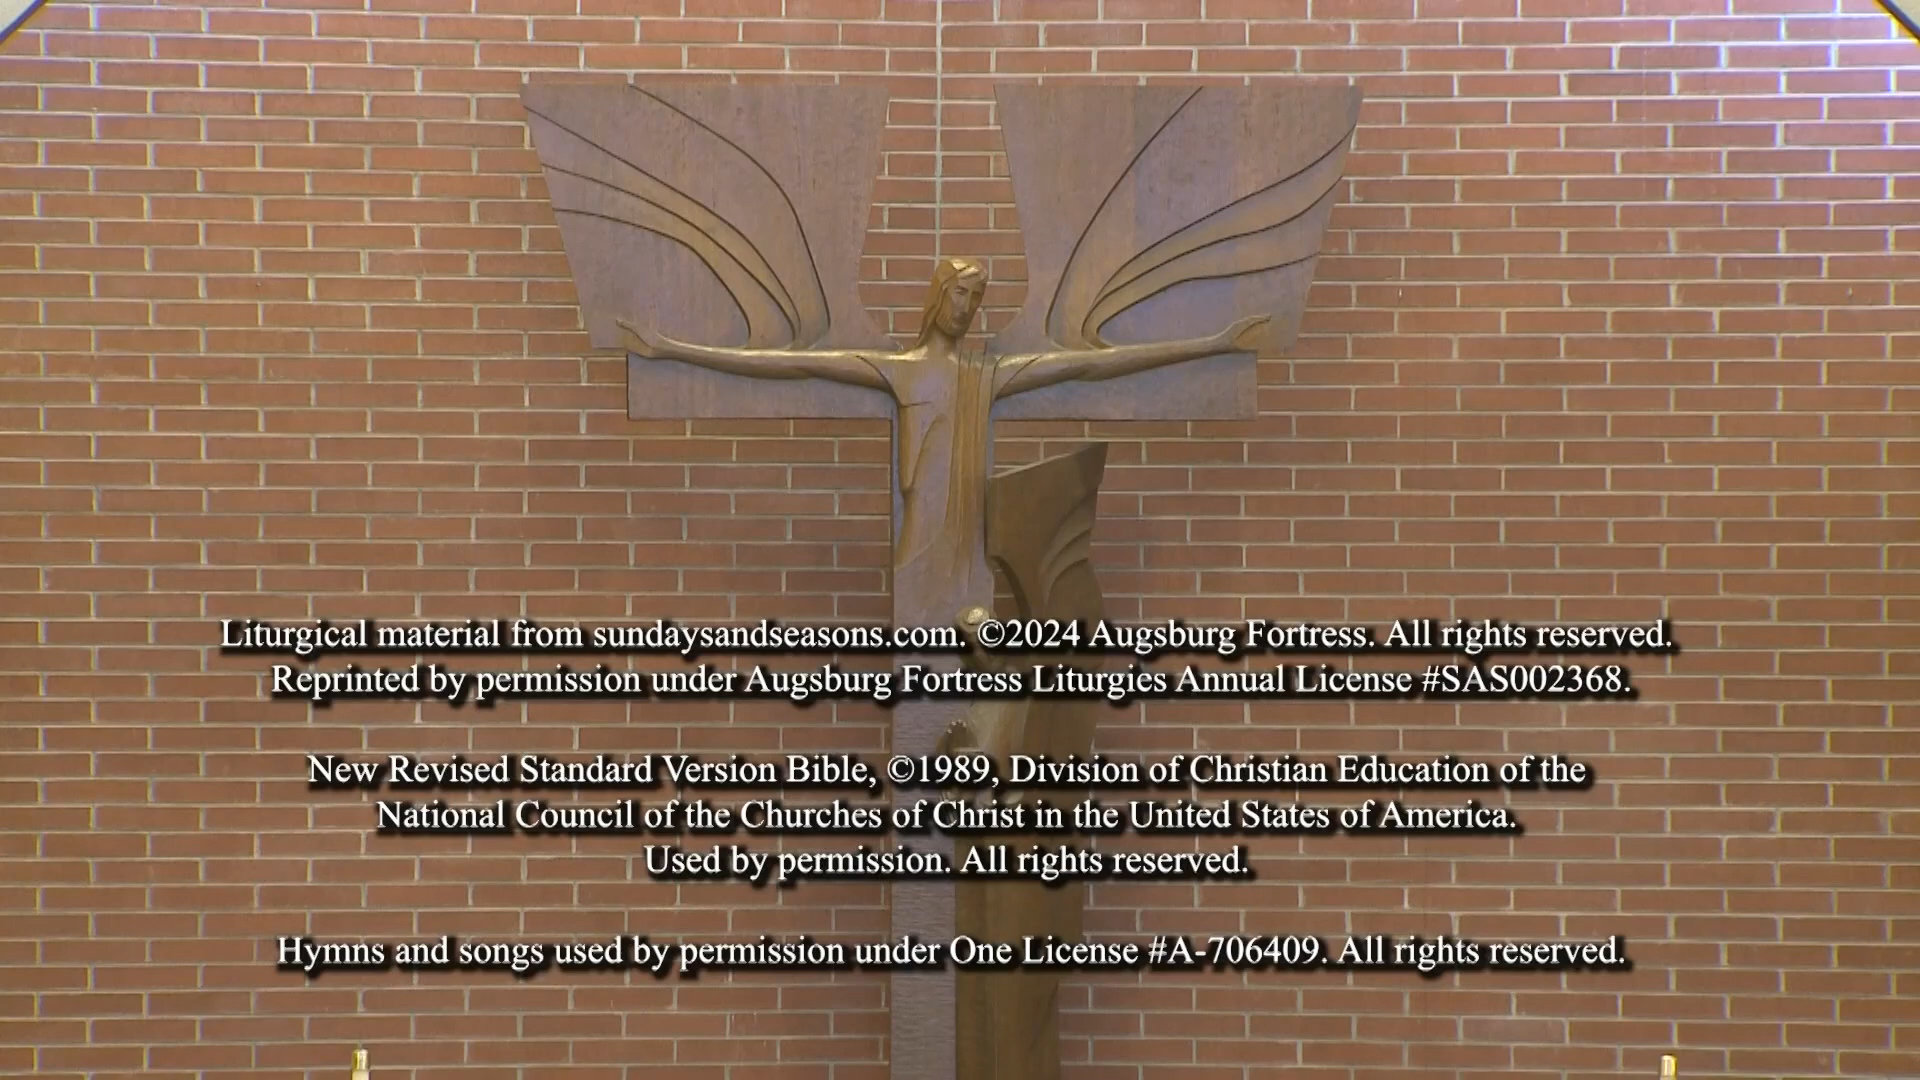 Liturgical material from sundaysandseasons.com. ©2024 Augsburg Fortress. All rights reserved.
Reprinted by permission under Augsburg Fortress Liturgies Annual License #SAS002368.
New Revised Standard Version Bible, ©1989, Division of Christian Education of the
National Council of the Churches of Christ in the United States of America.
Used by permission. All rights reserved.
Hymns and songs used by permission under One License #A-706409. All rights reserved.